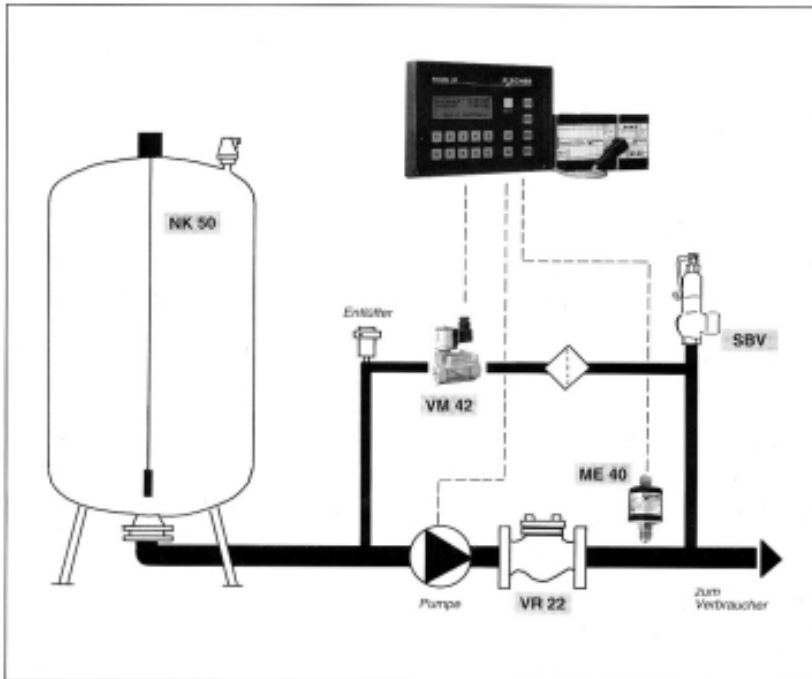 NK 50
Entlüfter
VM 42
SBV
ME 40
Pumpe
VR 22
zum
Verbraucher